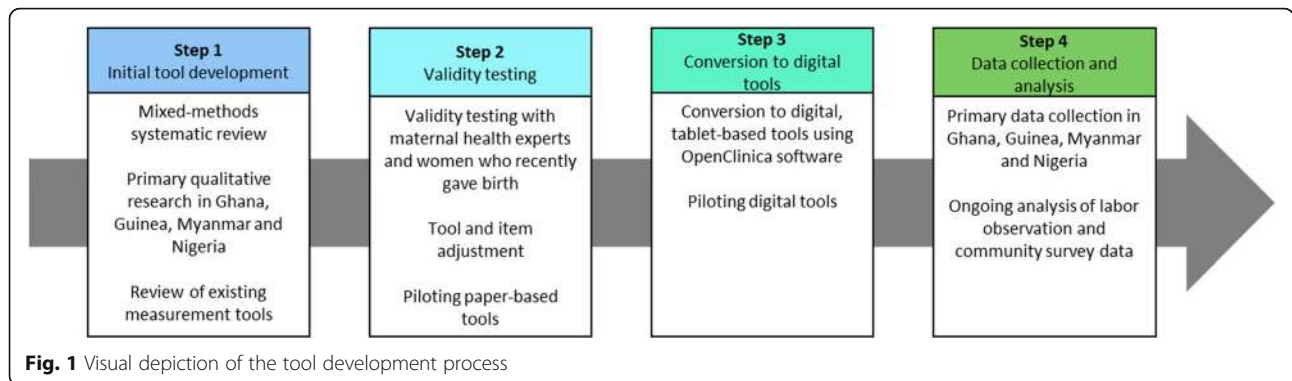 Step 1
Initial tool development
Mixed-methods
systematic review
Primary qualitative
research in Ghana,
Guinea, Myanmar and
Nigeria
Review of existing
measurement tools
Step 2
Validity testing
Validity testing with
maternal health experts
and women who recently
gave birth
Tool and item
adjustment
Piloting paper-based
tools
Step 3
Conversion to digital
tools
Conversion to digital,
tablet-based tools using
OpenClinica software
Piloting digital tools
Step 4
Data collection and
analysis
Primary data collection in
Ghana, Guinea, Myanmar
and Nigeria
Ongoing analysis of labor
observation and
community survey data
Fig. 1 Visual depiction of the tool development process